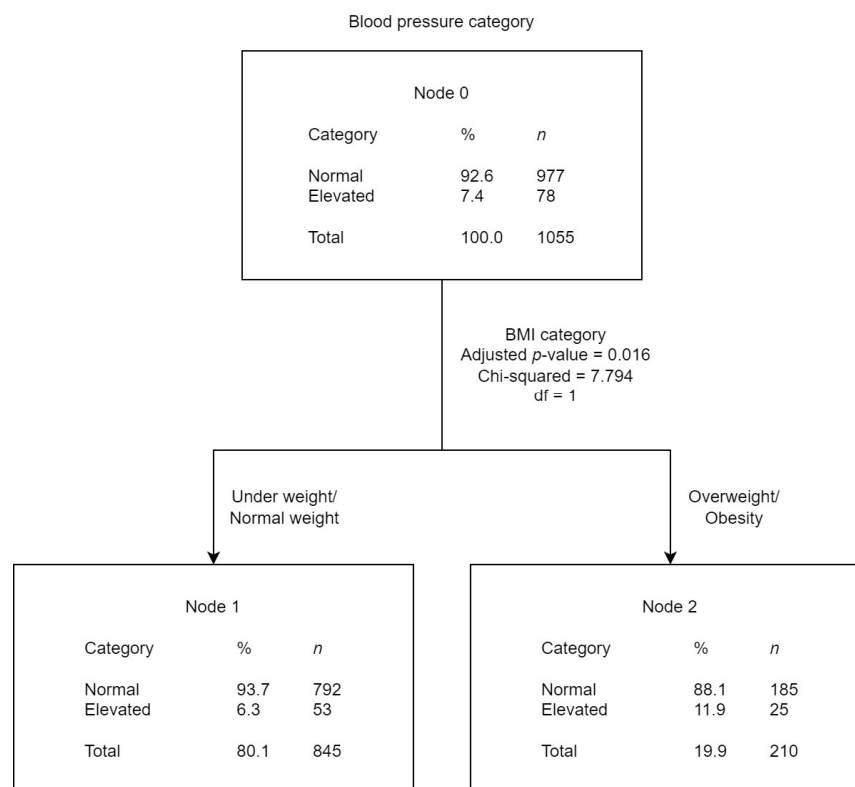 Blood pressure category
Node 0
Category % n
Normal 92.6 977
Elevated 7.4 78
Total 100.0 1055
BMI category
Adjusted p-value = 0.016
Chi-squared = 7.794
df = 1
Under weight/
Normal weight
Overweight/
Obesity
Node 1
Category % n
Normal 93.7 792
Elevated 6.3 53
Total 80.1 845
Node 2
Category % n
Normal 88.1 185
Elevated 11.9 25
Total 19.9 210